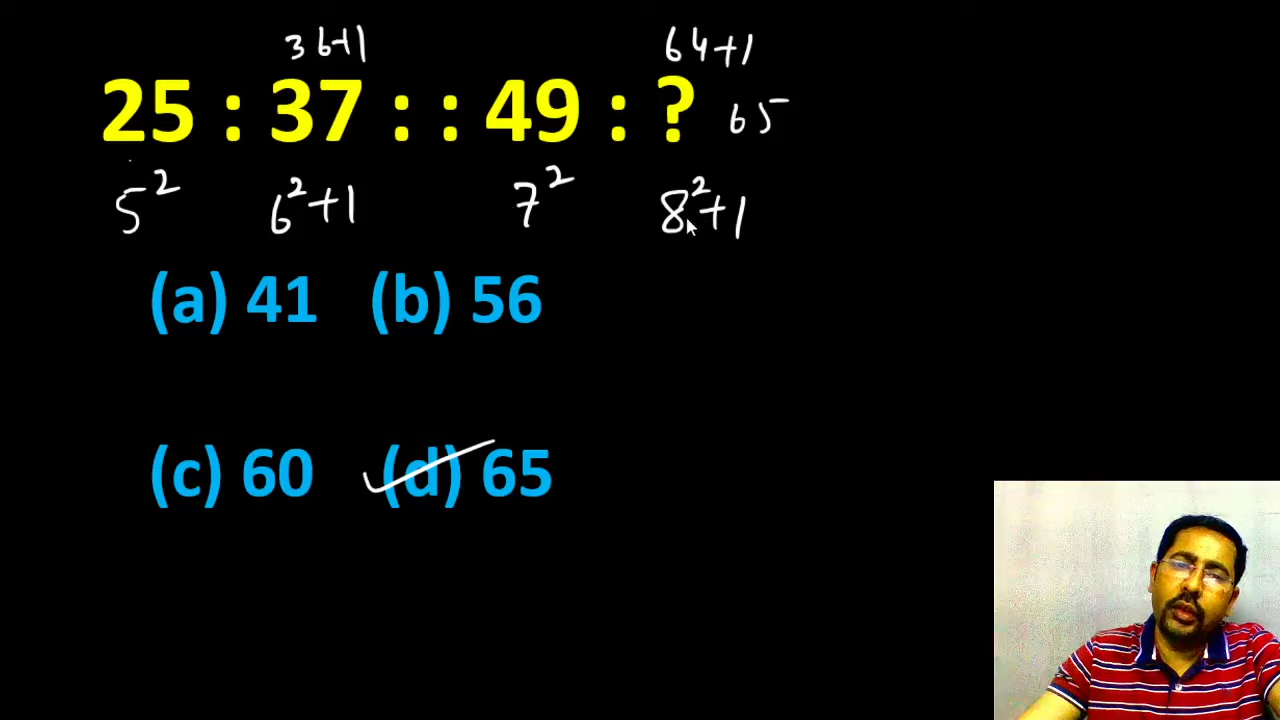 36+1 64+1
25 : 37 : : 49 : ? 65
5² 6²+1 7² 8²+1
(a) 41 (b) 56
(c) 60 (d) 65